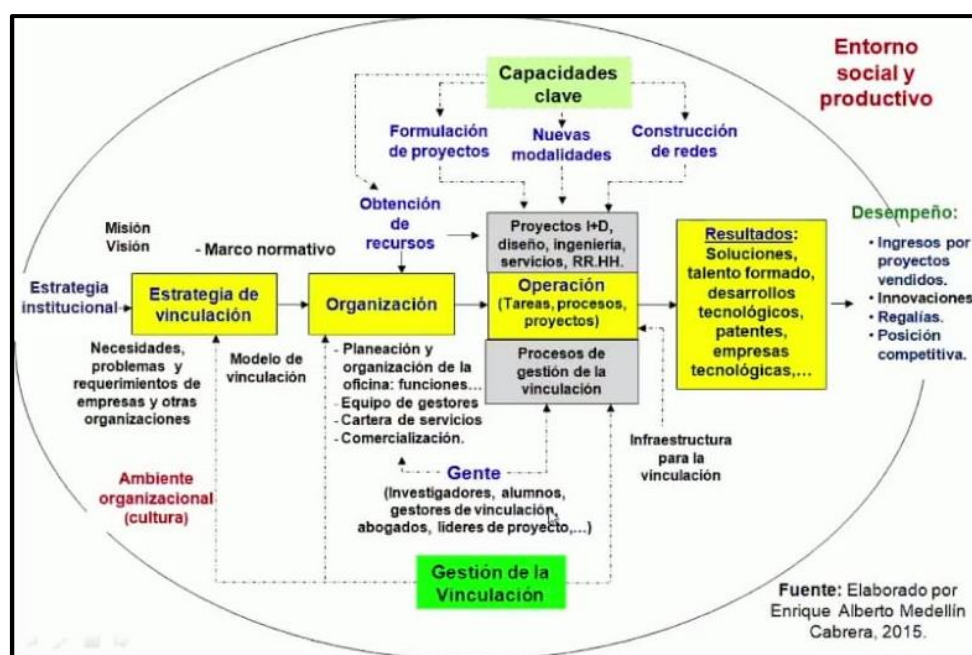 Entorno
social y
productivo
Capacidades
clave
Formulación
de proyectos
Nuevas
modalidades
Construcción
de redes
Obtención
de
recursos
Misión
Visión
- Marco normativo
Proyectos I+D,
diseño, ingeniería,
servicios, RR.HH.
Resultados:
Soluciones,
talento formado,
desarrollos
tecnológicos,
patentes,
empresas
tecnológicas,...
Desempeño:
• Ingresos por
proyectos
vendidos.
• Innovaciones
• Regalías.
• Posición
competitiva.
Estrategia
institucional
Estrategia de
vinculación
Organización
Operación
(Tareas, procesos,
proyectos)
Procesos de
gestión de la
vinculación
Necesidades,
problemas y
requerimientos de
empresas y otras
organizaciones
Modelo de
vinculación
- Planeación y
organización de la
oficina: funciones...
- Equipo de gestores
- Cartera de servicios
- Comercialización.
Infraestructura
para la
vinculación
Ambiente
organizacional
(cultura)
Gente
(Investigadores, alumnos,
gestores de vinculación,
abogados, lideres de proyecto,...)
Gestión de la
Vinculación
Fuente: Elaborado por
Enrique Alberto Medellín
Cabrera, 2015.